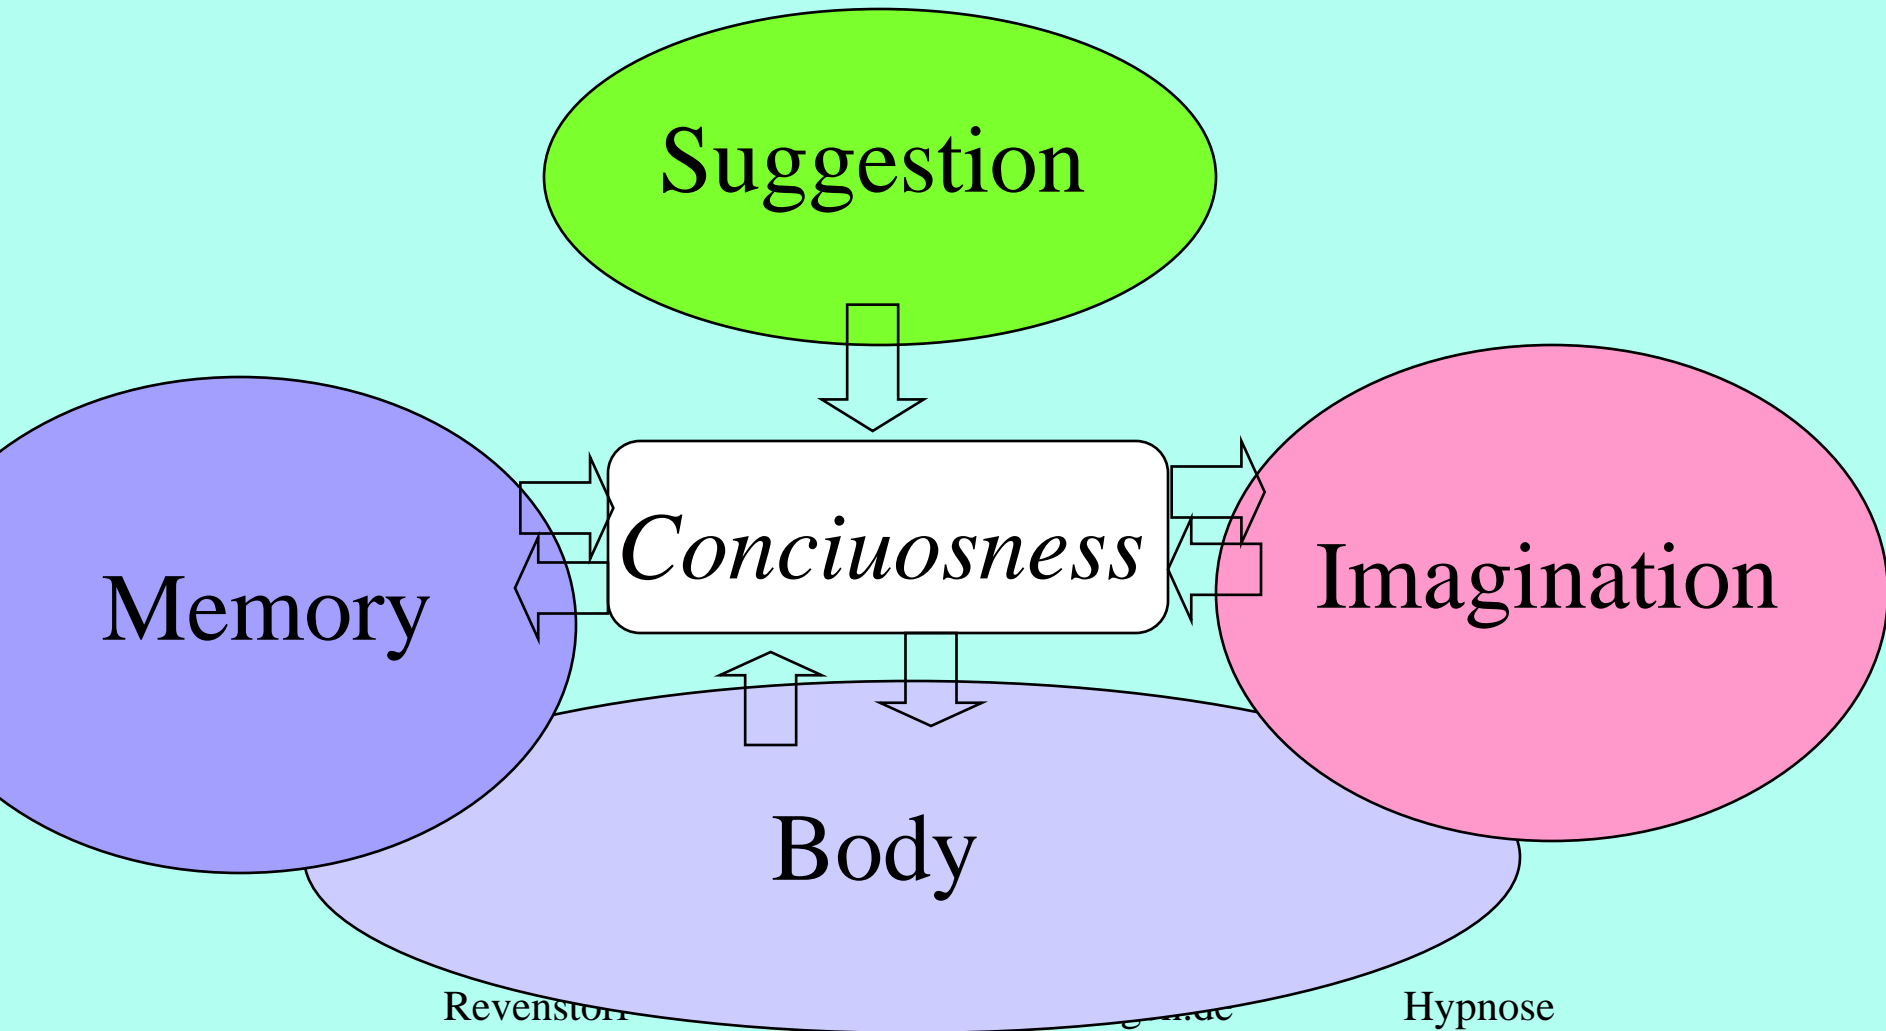 Suggestion
Conciuosness
Memory
Imagination
Body
Hypnose